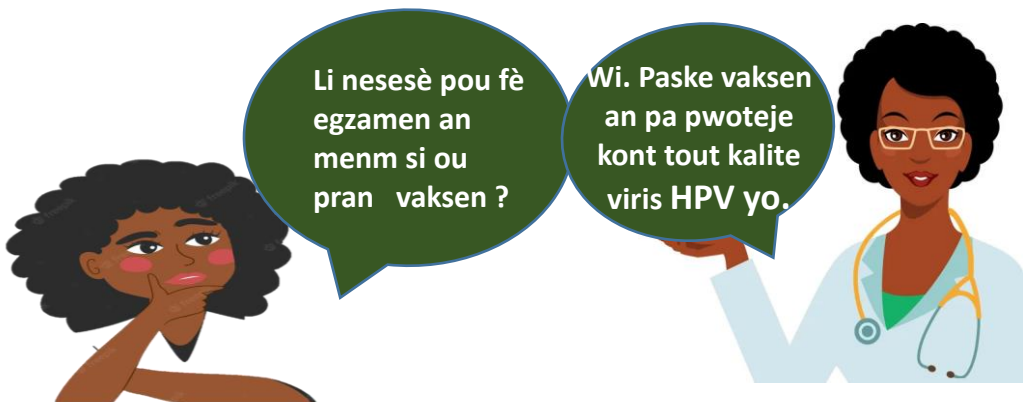 Li nesesè pou fè
egzamen an
menm si ou
pran vaksen ?
Wi. Paske vaksen
an pa pwoteje
kont tout kalite
viris HPV yo.